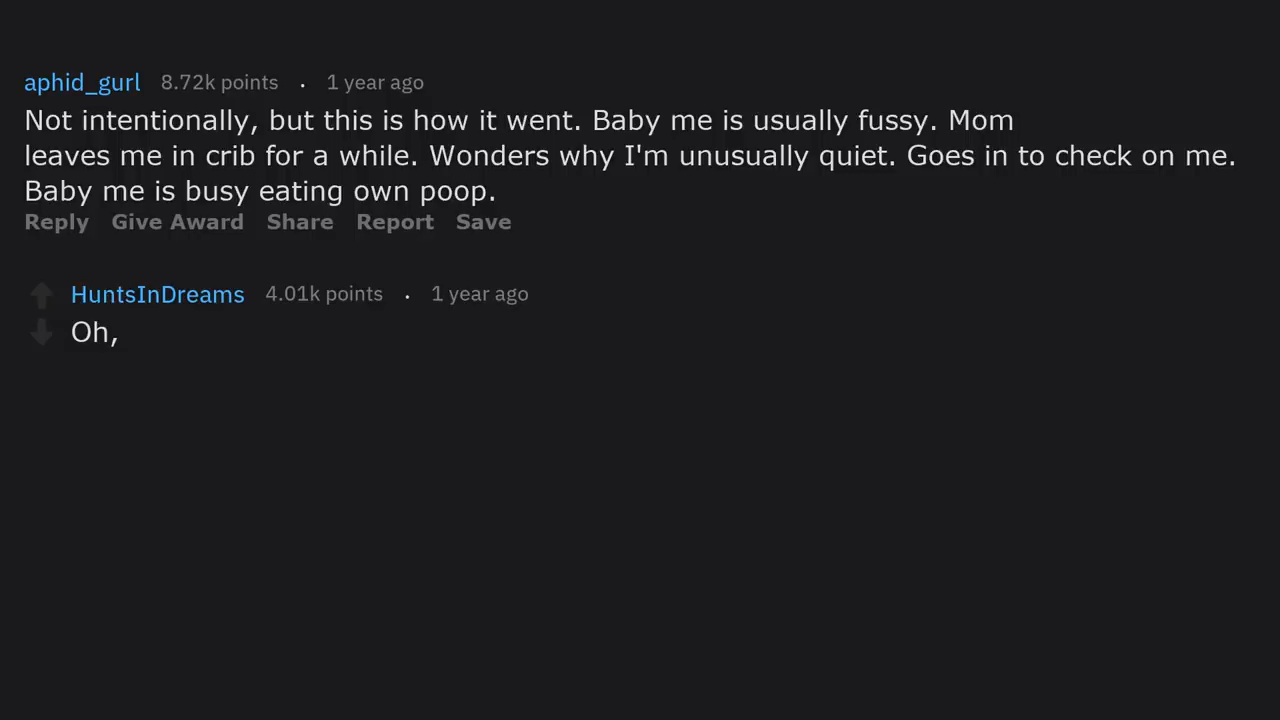 aphid_gurl 8.72k points . 1 year ago
Not intentionally, but this is how it went. Baby me is usually fussy. Mom
leaves me in crib for a while. Wonders why I'm unusually quiet. Goes in to check on me.
Baby me is busy eating own poop.
Reply Give Award Share Report Save
HuntsInDreams 4.01k points . 1 year ago
Oh,